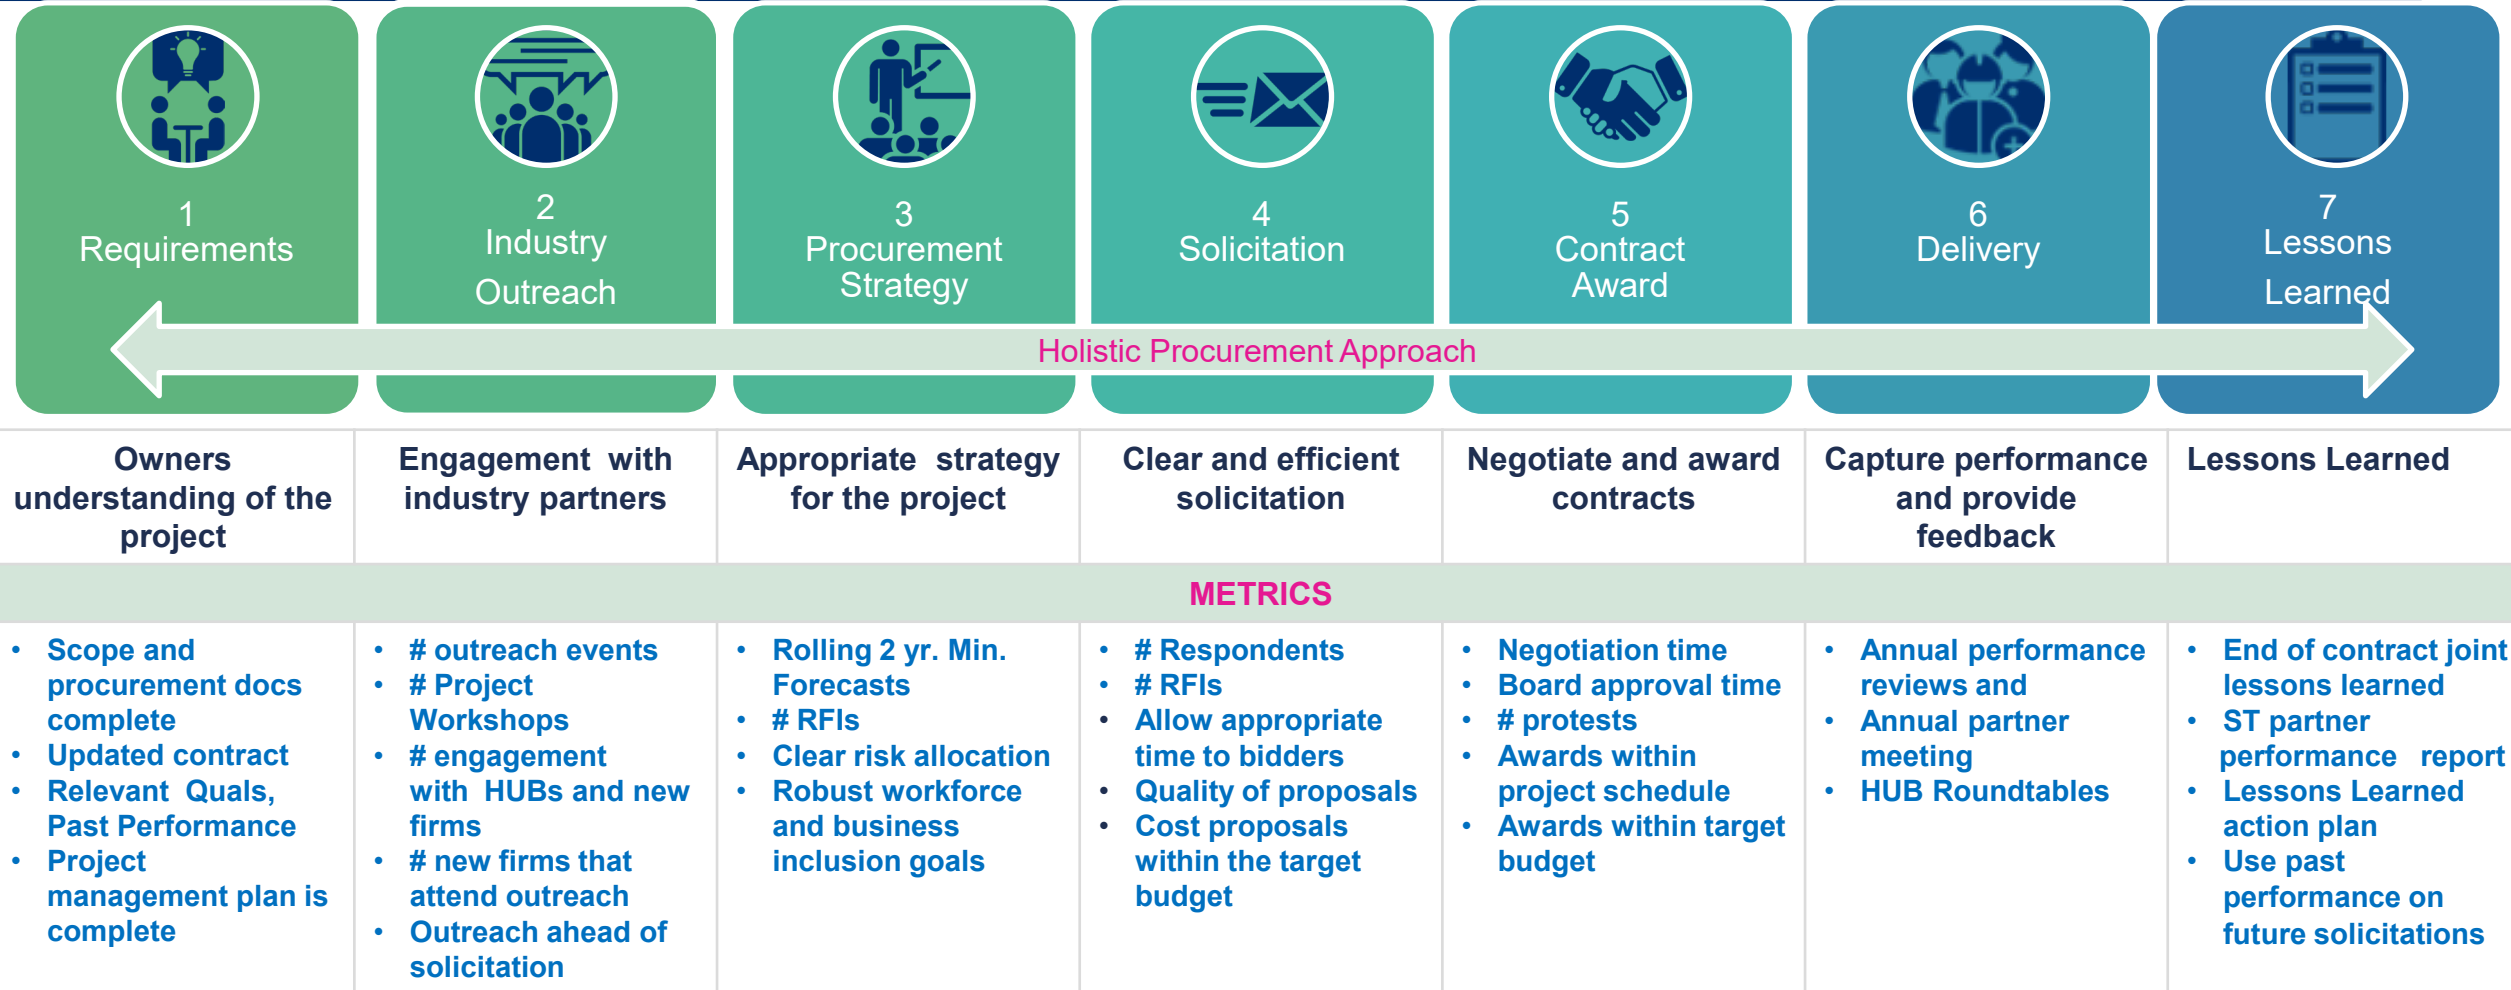 1
Requirements
2
Industry
Outreach
3
Procurement
Strategy
4
Solicitation
5
Contract
Award
6
Delivery
7
Lessons
Learned
Holistic Procurement Approach
Owners
understanding of the
project
Engagement with
industry partners
Appropriate strategy
for the project
Clear and efficient
solicitation
Negotiate and award
contracts
Capture performance
and provide
feedback
Lessons Learned
METRICS
• Scope and
procurement docs
complete
• Updated contract
• Relevant Quals,
Past Performance
• Project
management plan is
complete
• # outreach events
• # Project
Workshops
• # engagement
with HUBs and new
firms
• # new firms that
attend outreach
• Outreach ahead of
solicitation
• Rolling 2 yr. Min.
Forecasts
• # RFIs
• Clear risk allocation
• Robust workforce
and business
inclusion goals
• # Respondents
• # RFIs
• Allow appropriate
time to bidders
• Quality of proposals
• Cost proposals
within the target
budget
• Negotiation time
• Board approval time
• # protests
• Awards within
project schedule
• Awards within target
budget
• Annual performance
reviews and
• Annual partner
meeting
• HUB Roundtables
• End of contract joint
lessons learned
• ST partner
performance report
• Lessons Learned
action plan
• Use past
performance on
future solicitations